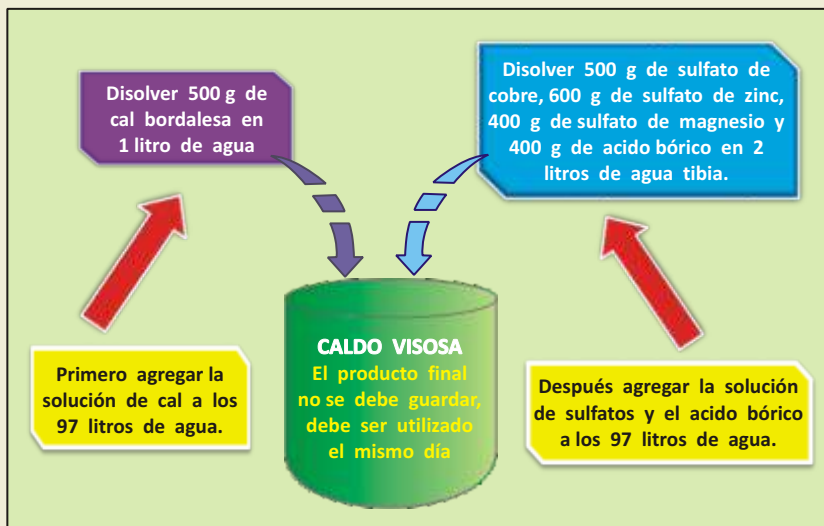 Disolver 500 g de
cal bordalesa en
1 litro de agua
Disolver 500 g de sulfato de
cobre, 600 g de sulfato de zinc,
400 g de sulfato de magnesio y
400 g de acido bórico en 2
litros de agua tibia.
CALDO VISOSA
El producto final
no se debe guardar,
debe ser utilizado
el mismo día
Primero agregar la
solución de cal a los
97 litros de agua.
Después agregar la solución
de sulfatos y el acido bórico
a los 97 litros de agua.